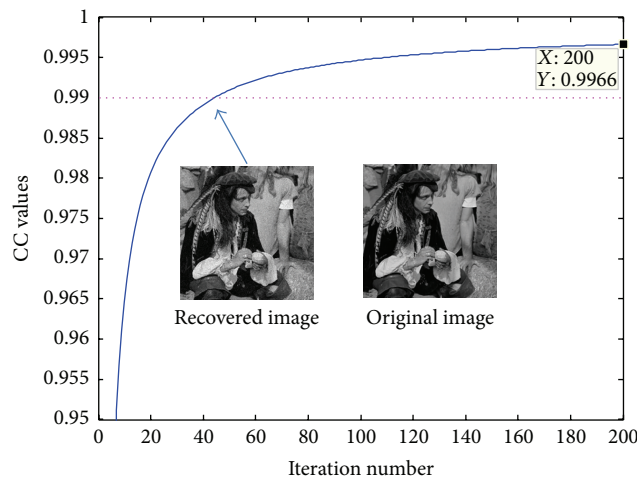 1
0.995
0.99
0.985
0.98
0.975
0.97
0.965
0.96
0.955
0.95
CC values
X: 200
Y: 0.9966
Recovered image
Original image
0 20 40 60 80 100 120 140 160 180 200
Iteration number